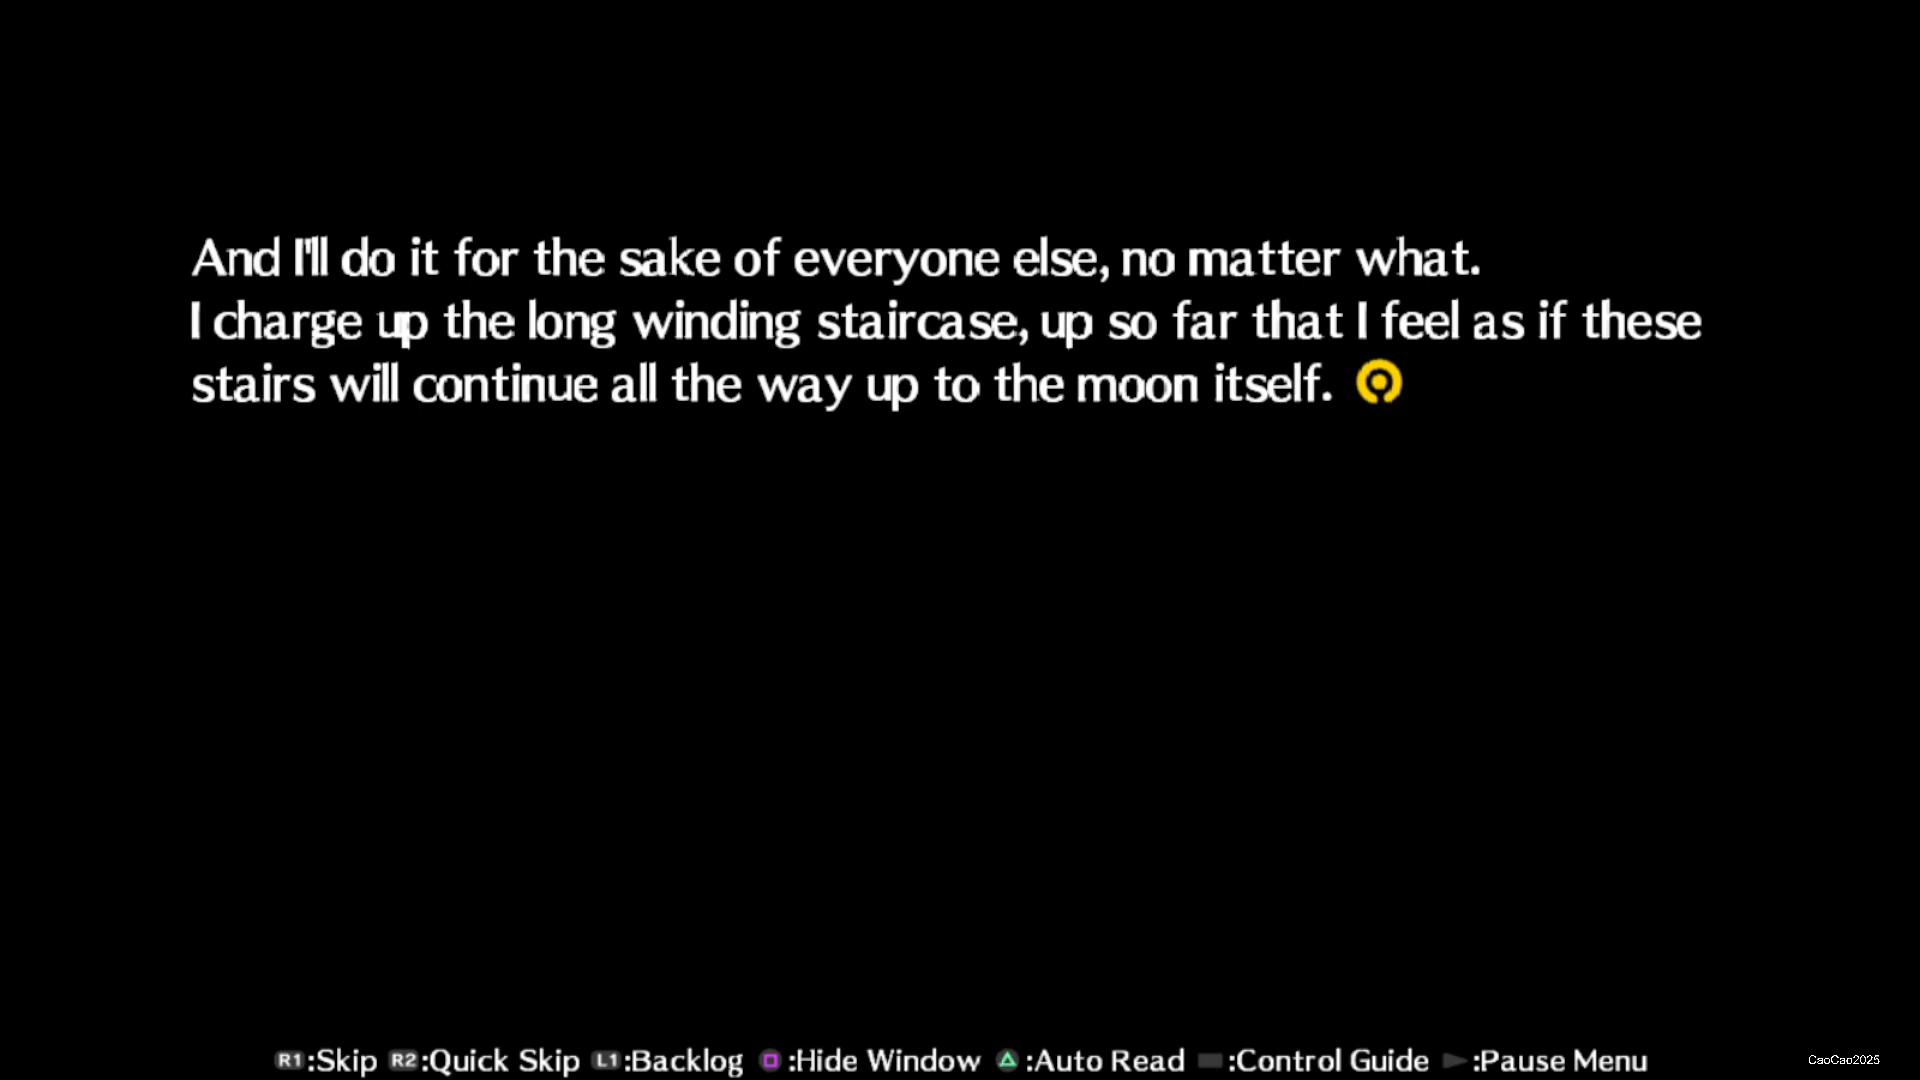 And I'll do it for the sake of everyone else, no matter what.
I charge up the long winding staircase, up so far that I feel as if these
stairs will continue all the way up to the moon itself.
R1:Skip R2:Quick Skip L1:Backlog :Hide Window :Auto Read :Control Guide :Pause Menu
CaoCao2025